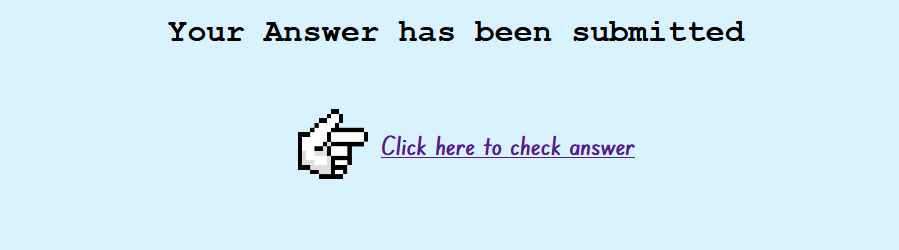 Your Answer has been submitted
Click here to check answer